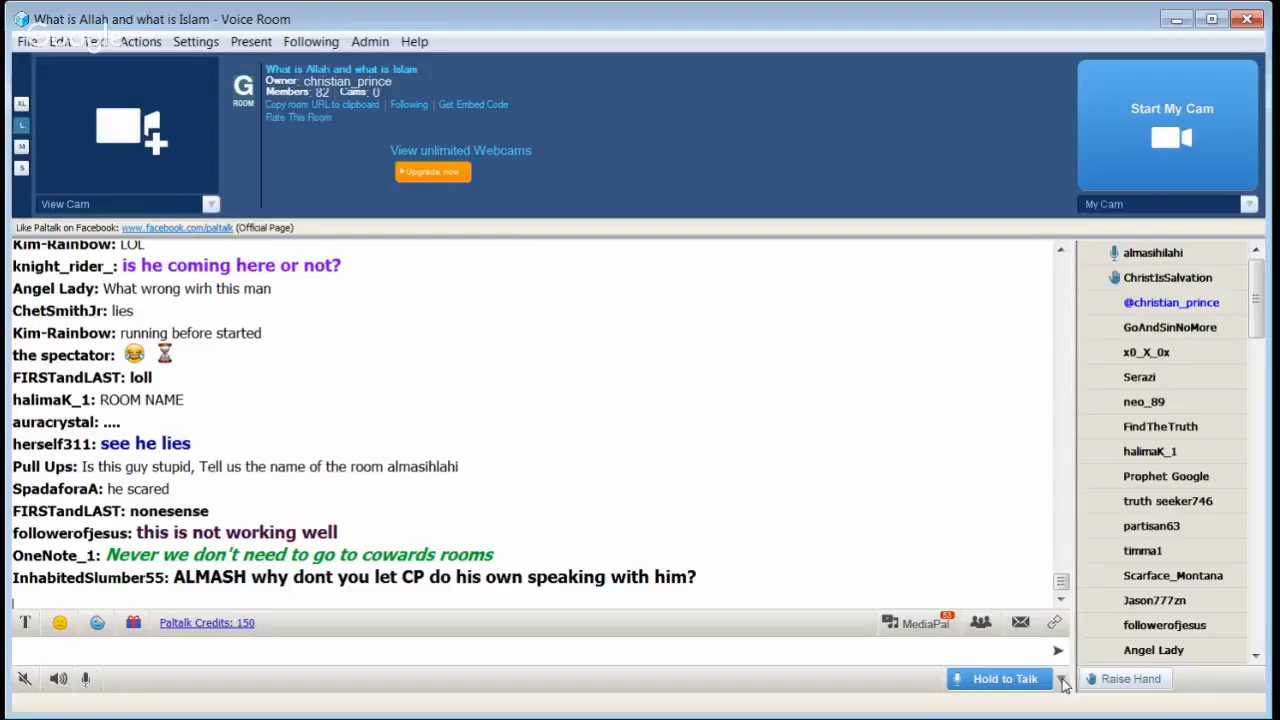 What is Allah and what is Islam - Voice Room
File Edit Text Actions Settings Present Following Admin Help
Google
G
ROOM
What is Allah and what is Islam
Owner: christian_prince
Members: 82 | Cams: 0
Copy room URL to clipboard | Following | Get Embed Code
Rate This Room
View unlimited Webcams
Upgrade now
XL
L
M
S
View Cam
Start My Cam
My Cam
Like Paltalk on Facebook: www.facebook.com/paltalk (Official Page)
Kim-Rainbow: LOL
knight_rider_: is he coming here or not?
Angel Lady: What wrong wirh this man
ChetSmithJr: lies
Kim-Rainbow: running before started
the spectator:
FIRSTandLAST: loll
halimaK_1: ROOM NAME
auracrystal: ....
herself311: see he lies
Pull Ups: Is this guy stupid, Tell us the name of the room almasihlahi
SpadaforaA: he scared
FIRSTandLAST: nonesense
followerofjesus: this is not working well
OneNote_1: Never we don't need to go to cowards rooms
InhabitedSlumber55: ALMASH why dont you let CP do his own speaking with him?
almasihilahi
ChristIsSalvation
@christian_prince
GoAndSinNoMore
x0_X_0x
Serazi
neo_89
FindTheTruth
halimaK_1
Prophet Google
truth seeker746
partisan63
timma1
Scarface_Montana
Jason777zn
followerofjesus
Angel Lady
T
Paltalk Credits: 150
MediaPal
53
Hold to Talk
Raise Hand